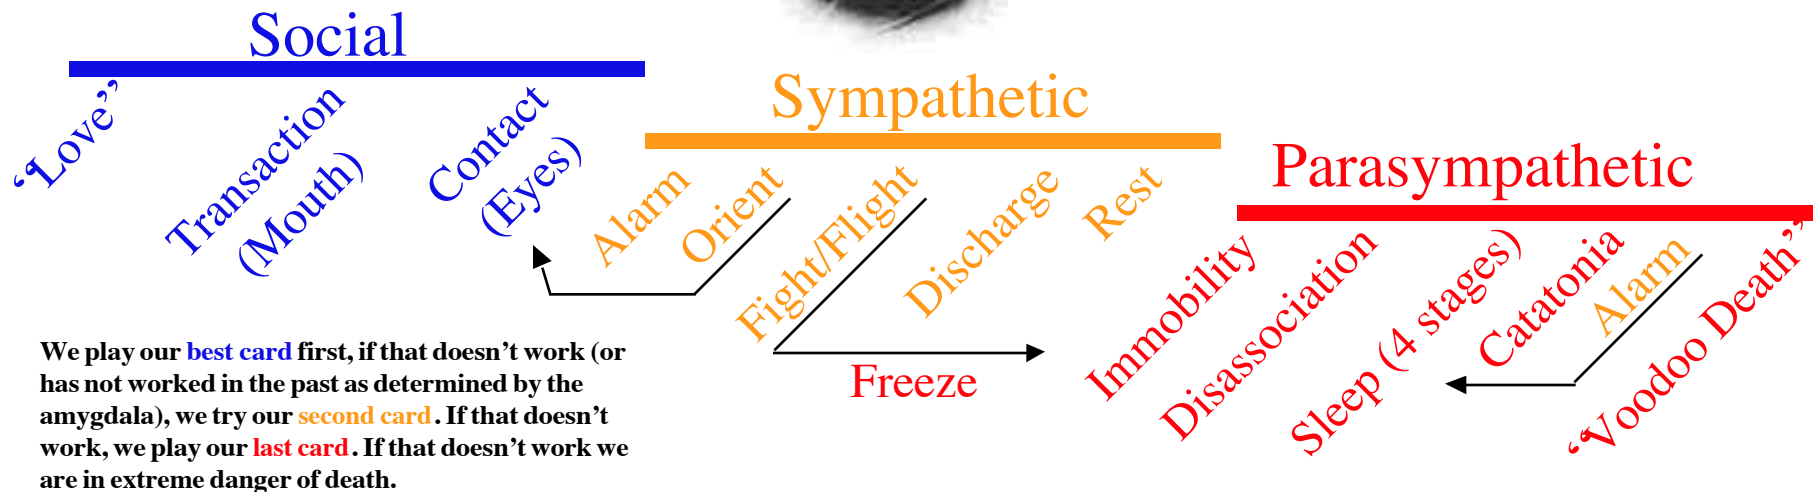 Social
“Love”
Transaction
(Mouth)
Contact
(Eyes)
Sympathetic
Alarm
Orient
Fight/Flight
Discharge
Rest
Freeze
Parasympathetic
Immobility
Disassociation
Sleep (4 stages)
Catatonia
Alarm
“Voodoo Death”
We play our best card first, if that doesn’t work (or
has not worked in the past as determined by the
amygdala), we try our second card. If that doesn’t
work, we play our last card. If that doesn’t work we
are in extreme danger of death.